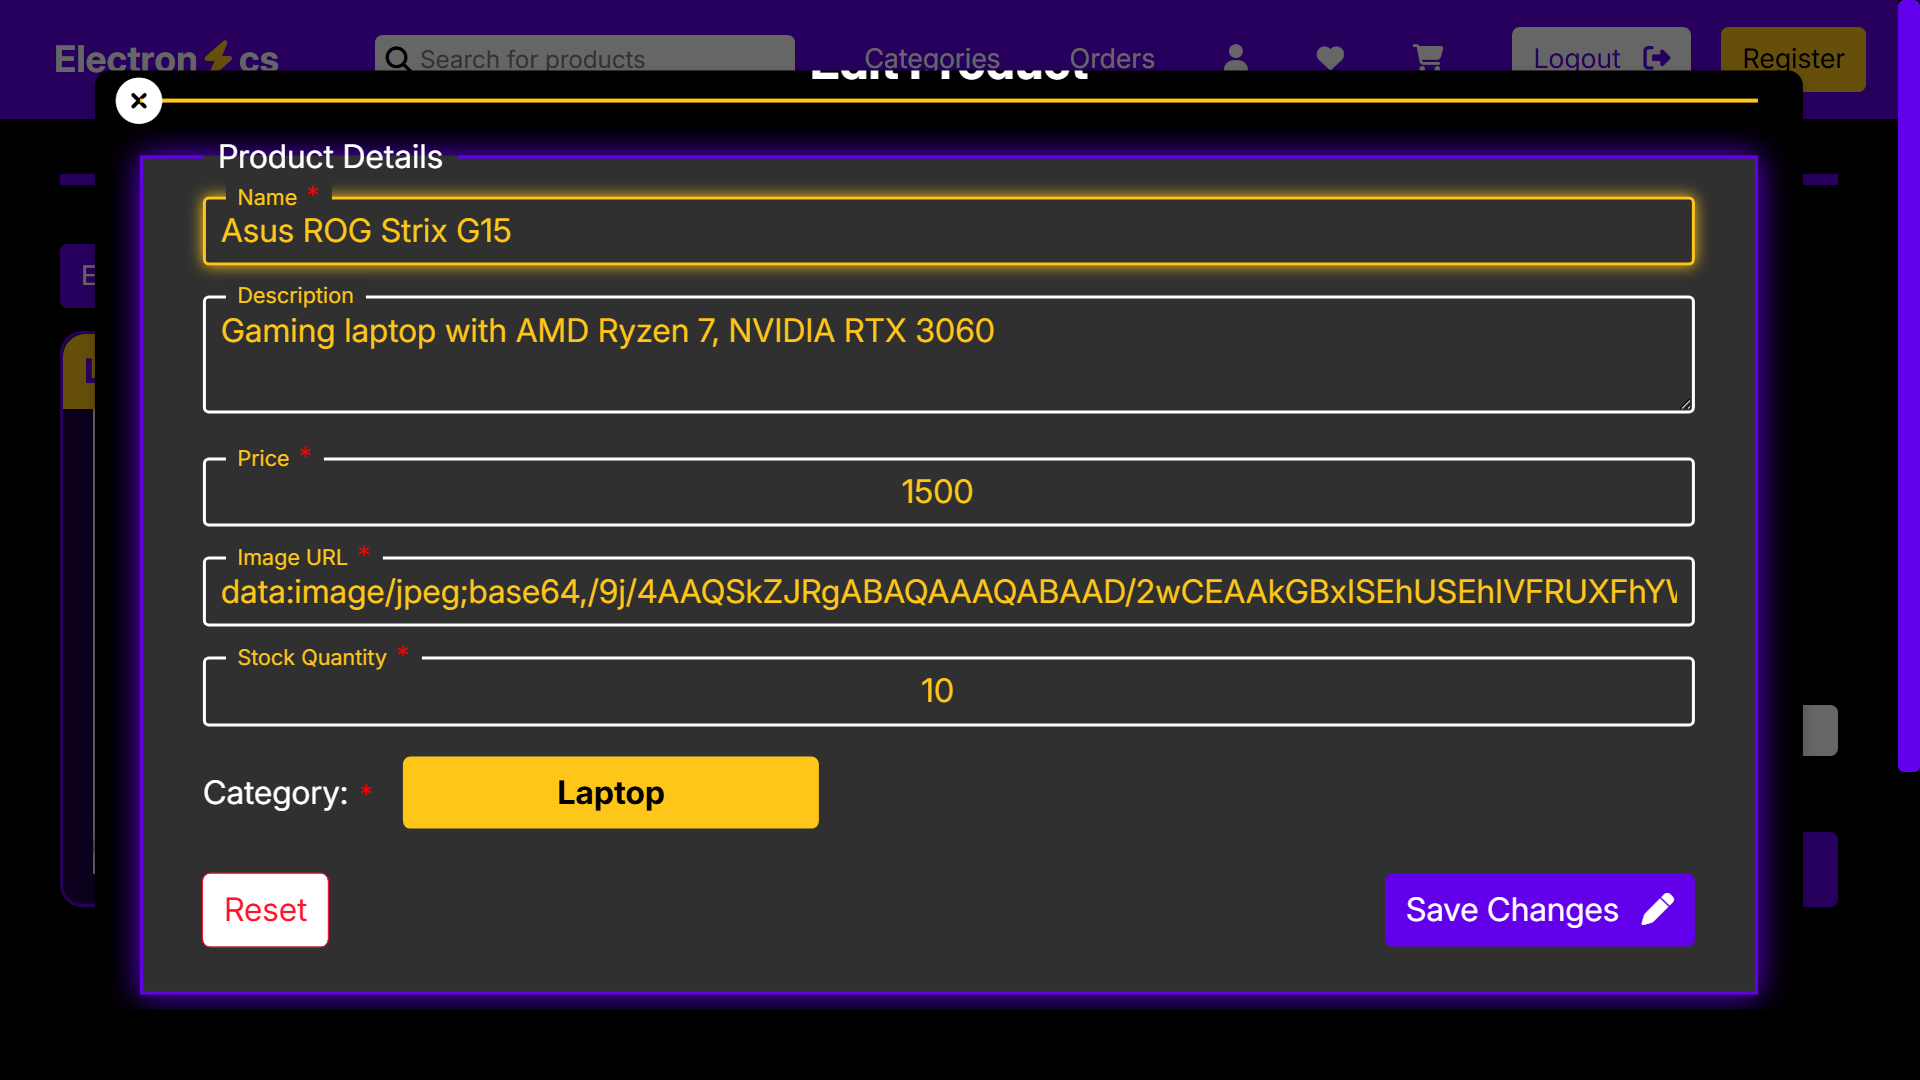 Electron⚡cs
Search for products
Categories
Orders
Logout
Register
Edit Product
Product Details
Name *
Asus ROG Strix G15
Description
Gaming laptop with AMD Ryzen 7, NVIDIA RTX 3060
Price *
1500
Image URL *
data:image/jpeg;base64,/9j/4AAQSkZJRgABAQAAAQABAAD/2wCEAAkGBxISEhUSEhIVFRUXFhY
Stock Quantity *
10
Category: *
Laptop
Reset
Save Changes